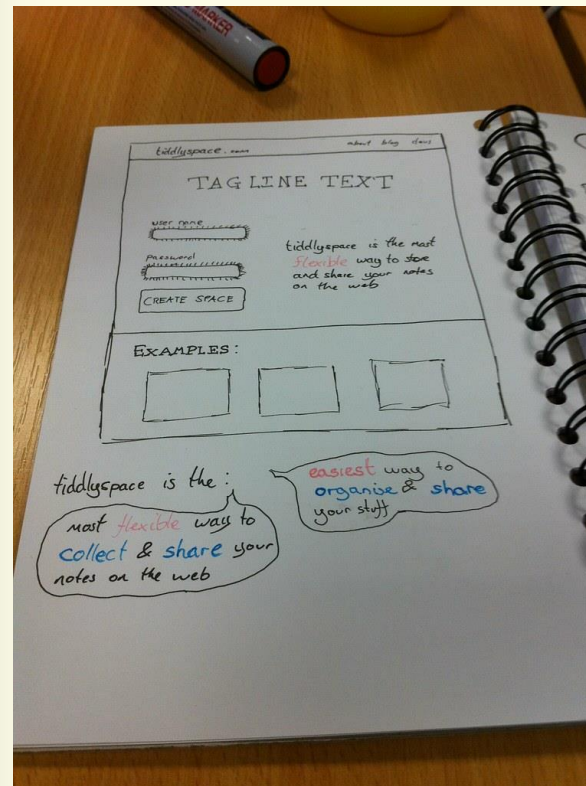 MARKER
tiddlyspace.com
about blog docs
TAGLINE TEXT
user name
password
CREATE SPACE
tiddlyspace is the most
flexible way to store
and share your notes
on the web
EXAMPLES:
tiddlyspace is the:
most flexible way to
collect & share your
notes on the web
easiest way to
organise & share
your stuff